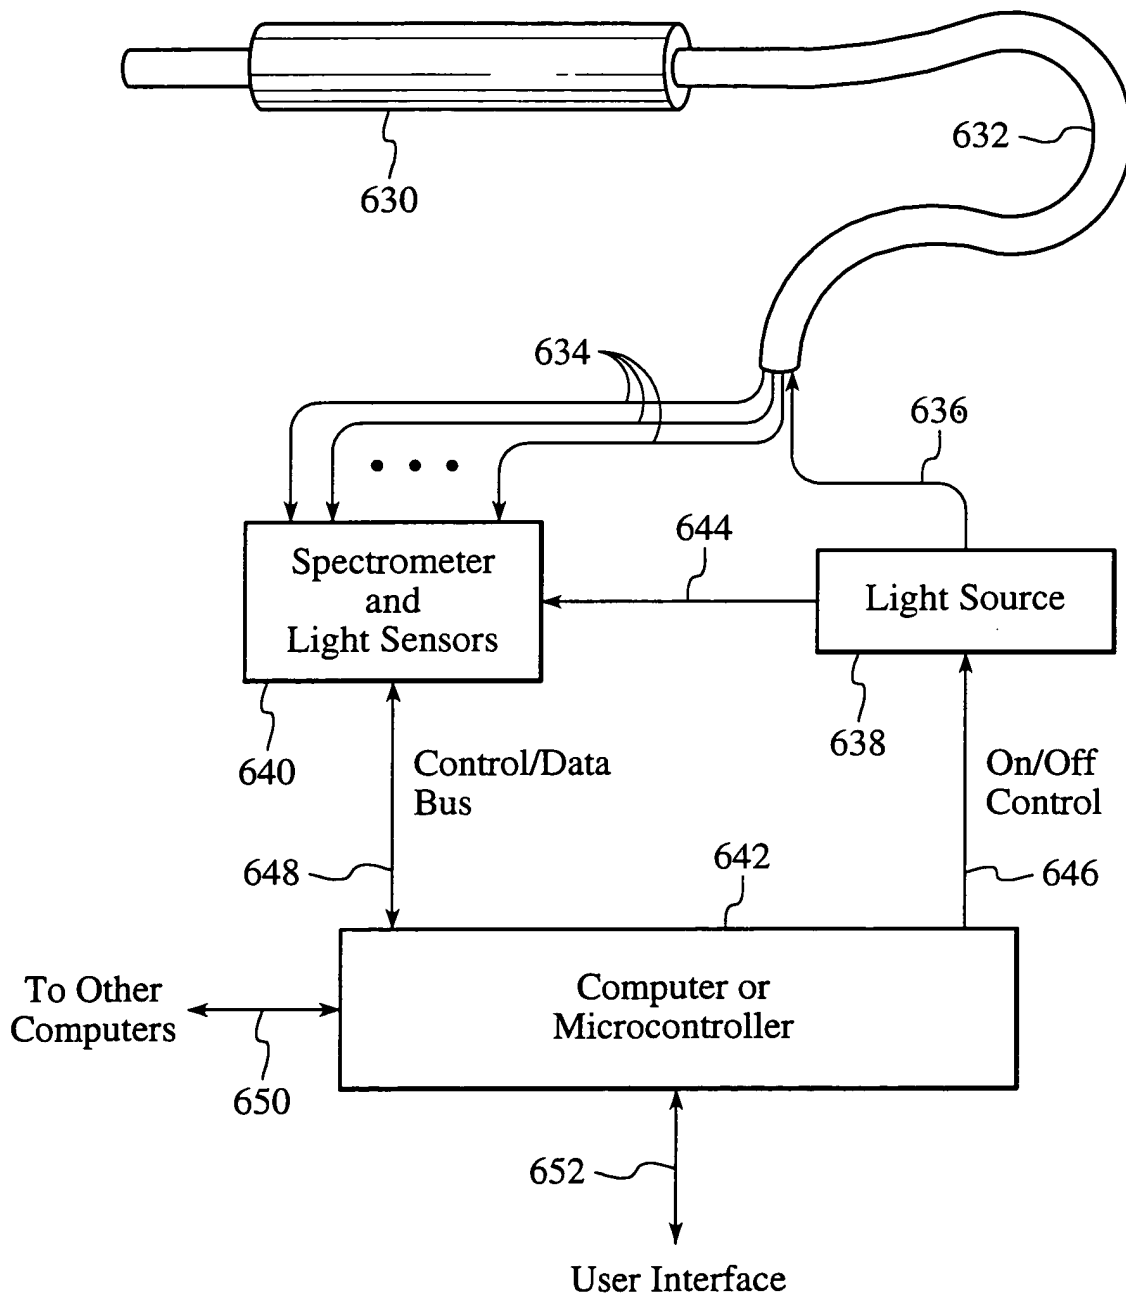 632
630
634
636
644
Spectrometer
and
Light Sensors
Light Source
638
640
Control/Data
Bus
On/Off
Control
648
642
646
To Other
Computers
Computer or
Microcontroller
650
652
User Interface